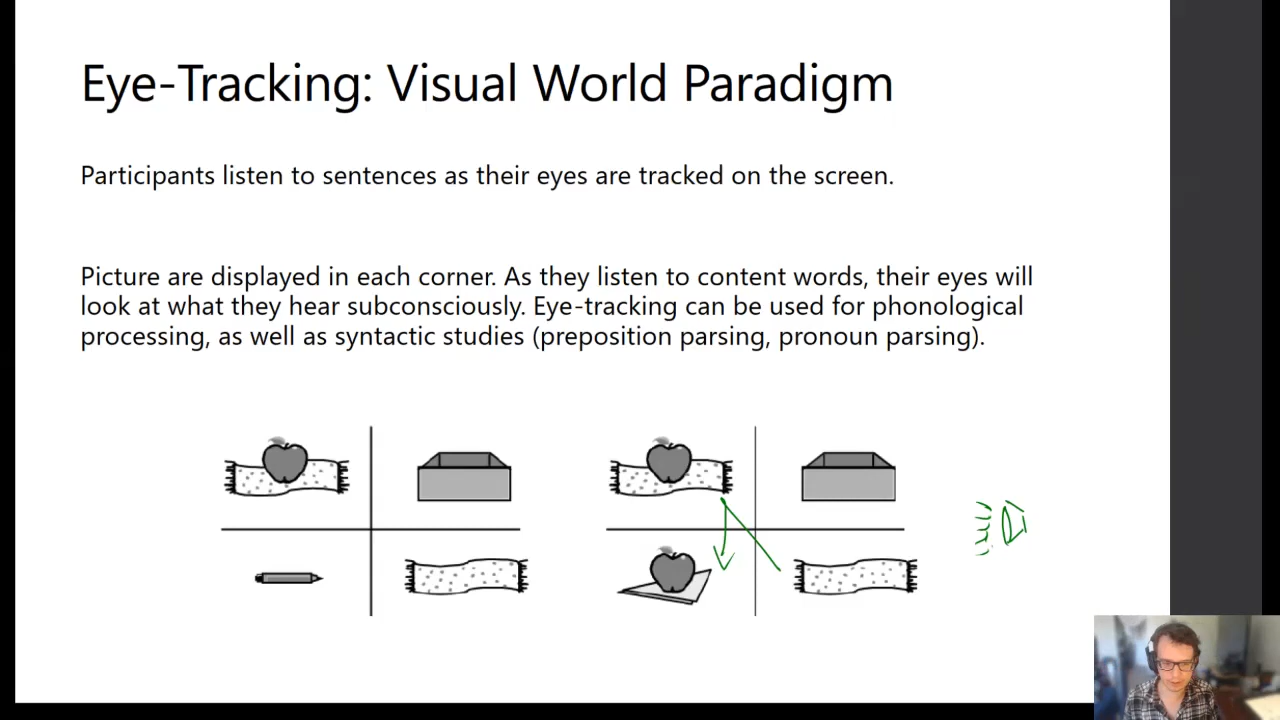 Eye-Tracking: Visual World Paradigm
Participants listen to sentences as their eyes are tracked on the screen.
Picture are displayed in each corner. As they listen to content words, their eyes will
look at what they hear subconsciously. Eye-tracking can be used for phonological
processing, as well as syntactic studies (preposition parsing, pronoun parsing).